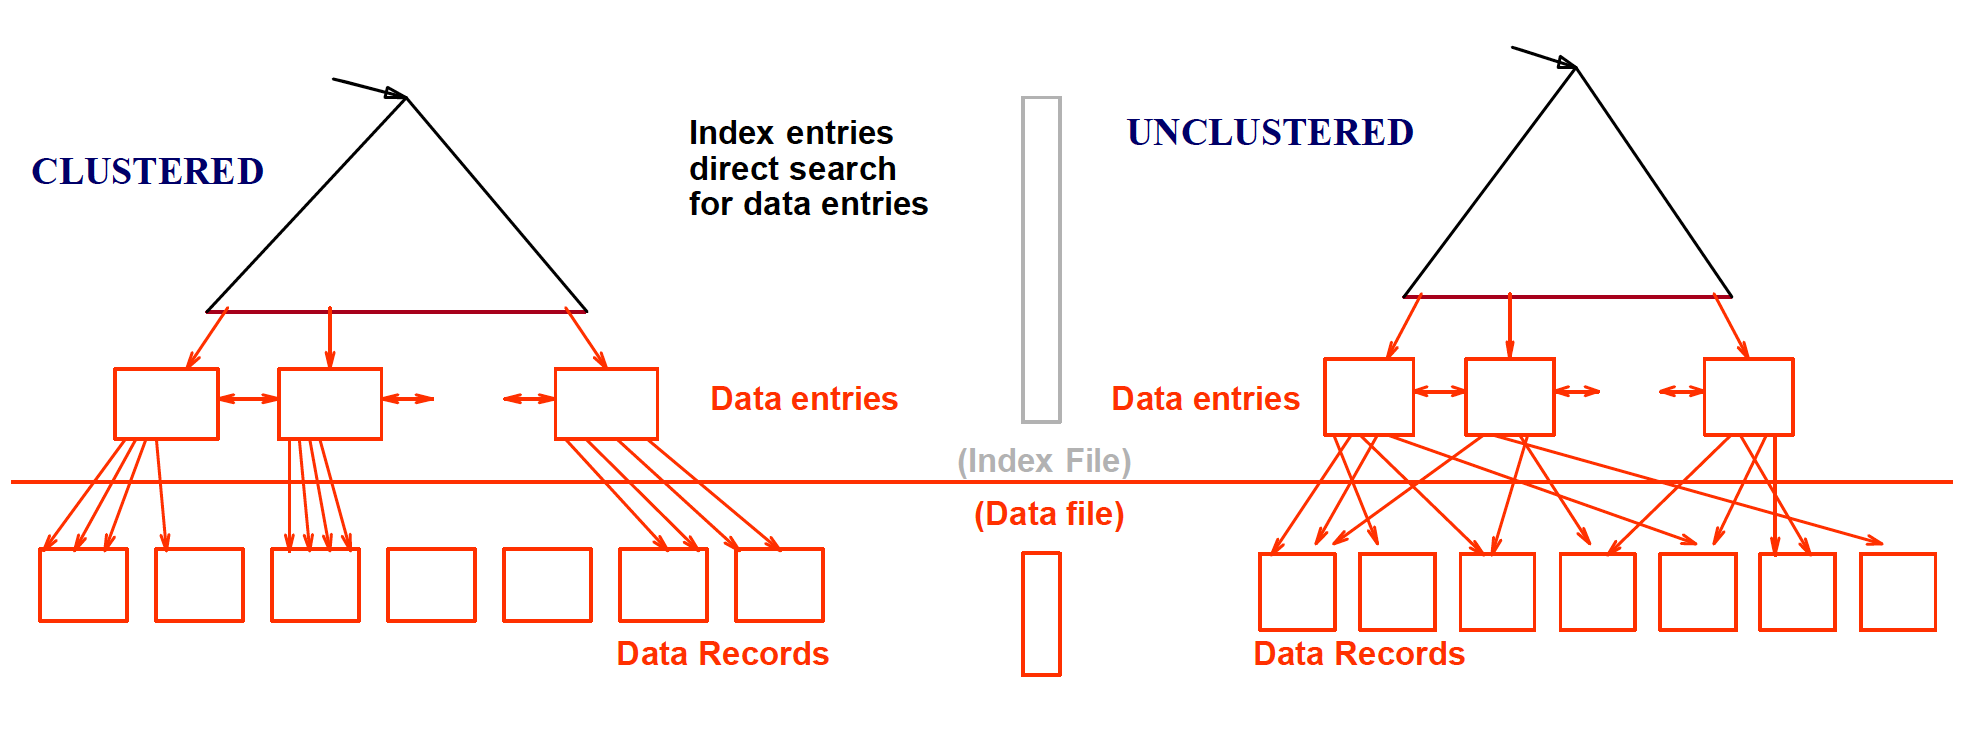 CLUSTERED
Index entries
direct search
for data entries
UNCLUSTERED
Data entries
Data entries
(Index File)
(Data file)
Data Records
Data Records